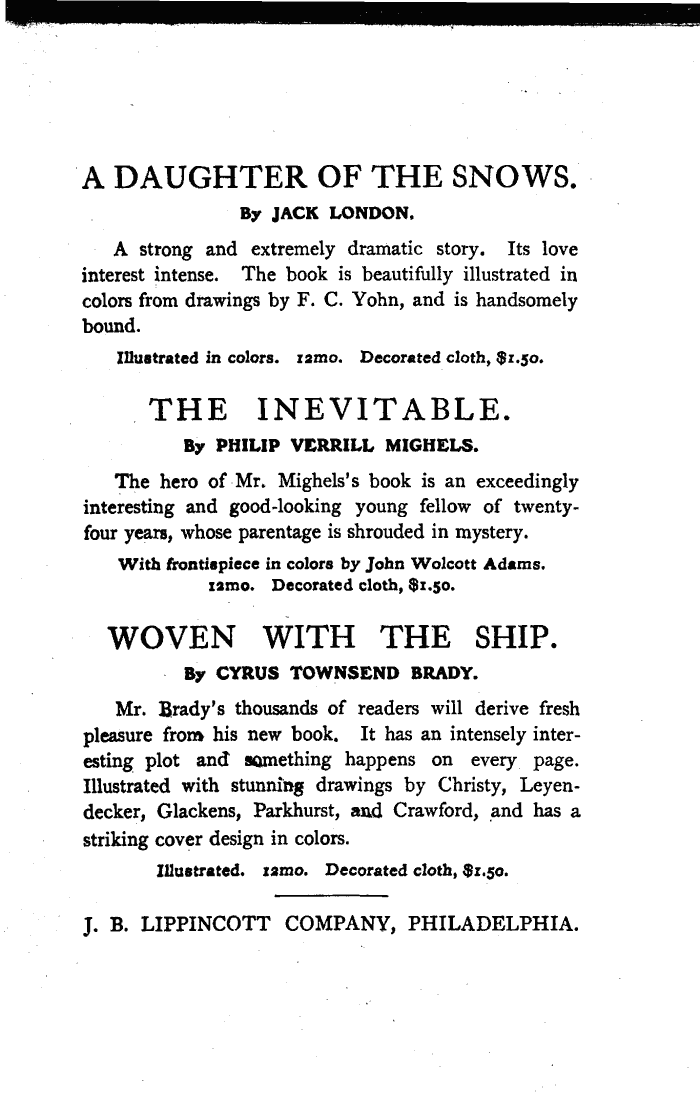 A DAUGHTER OF THE SNOWS.
By JACK LONDON.
A strong and extremely dramatic story. Its love
interest intense. The book is beautifully illustrated in
colors from drawings by F. C. Yohn, and is handsomely
bound.
Illustrated in colors. 12mo. Decorated cloth, $1.50.
THE INEVITABLE.
By PHILIP VERRILL MIGHELS.
The hero of Mr. Mighels's book is an exceedingly
interesting and good-looking young fellow of twenty-
four years, whose parentage is shrouded in mystery.
With frontispiece in colors by John Wolcott Adams.
12mo. Decorated cloth, $1.50.
WOVEN WITH THE SHIP.
By CYRUS TOWNSEND BRADY.
Mr. Brady's thousands of readers will derive fresh
pleasure from his new book. It has an intensely inter-
esting plot and something happens on every page.
Illustrated with stunning drawings by Christy, Leyen-
decker, Glackens, Parkhurst, and Crawford, and has a
striking cover design in colors.
Illustrated. 12mo. Decorated cloth, $1.50.
J. B. LIPPINCOTT COMPANY, PHILADELPHIA.